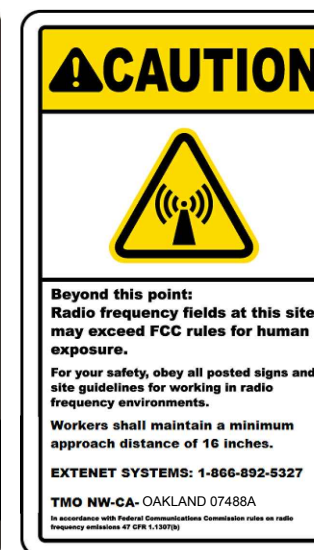 CAUTION
Beyond this point:
Radio frequency fields at this site
may exceed FCC rules for human
exposure.
For your safety, obey all posted signs and
site guidelines for working in radio
frequency environments.
Workers shall maintain a minimum
approach distance of 16 inches.
EXTENET SYSTEMS: 1-866-892-5327
TMO NW-CA- OAKLAND 07488A
In accordance with Federal Communications Commission rules on radio
frequency emissions 47 CFR 1.1307(b)